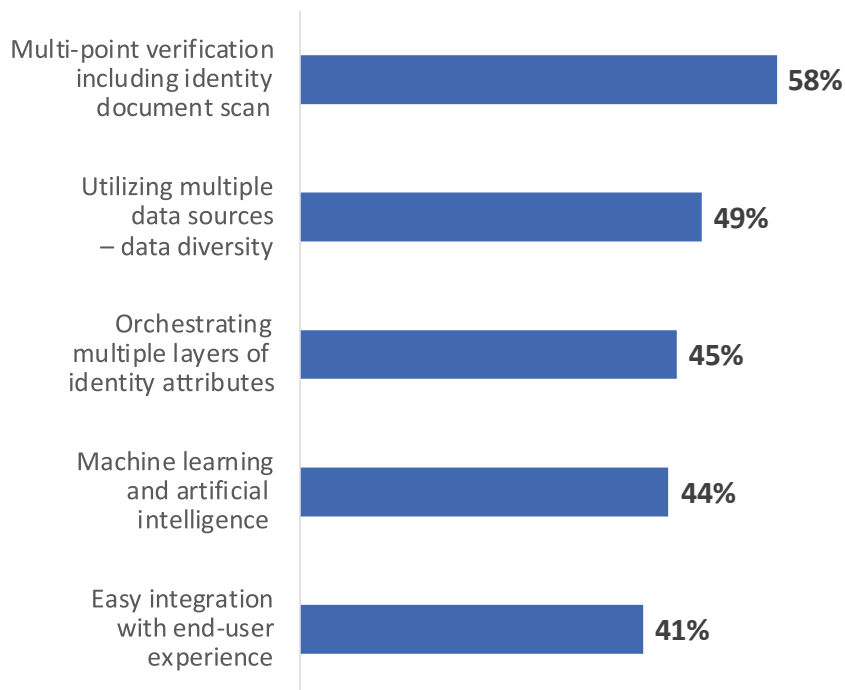 Multi-point verification
including identity
document scan
58%
Utilizing multiple
data sources
– data diversity
49%
Orchestrating
multiple layers of
identity attributes
45%
Machine learning
and artificial
intelligence
44%
Easy integration
with end-user
experience
41%